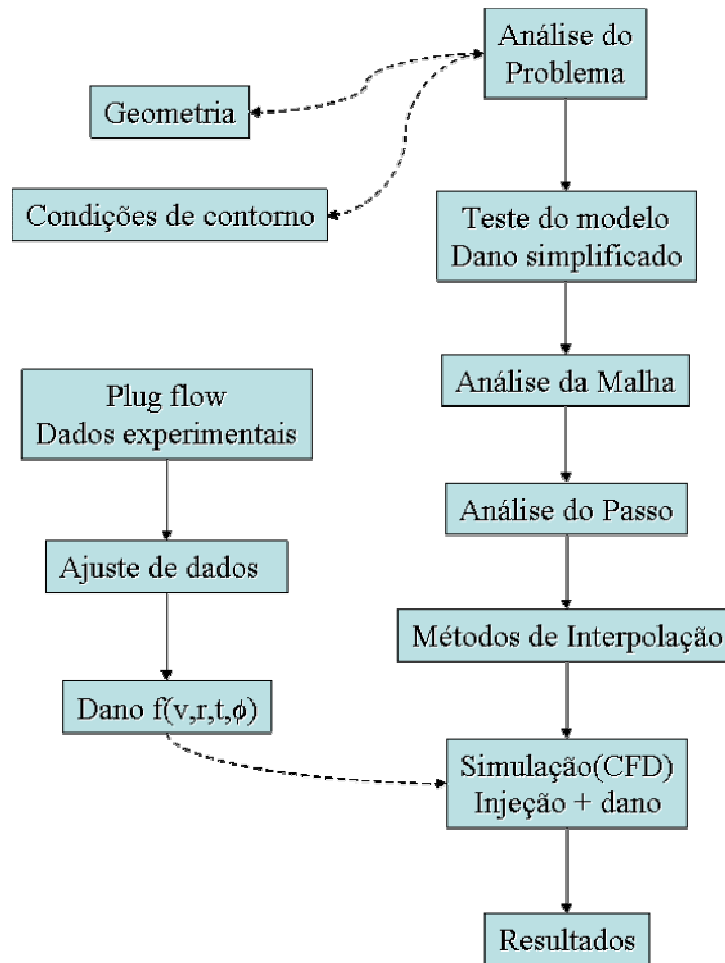 Análise do
Problema
Geometria
Condições de contorno
Teste do modelo
Dano simplificado
Análise da Malha
Plug flow
Dados experimentais
Análise do Passo
Ajuste de dados
Métodos de Interpolação
Dano f(v,r,t,ϕ)
Simulação(CFD)
Injeção + dano
Resultados